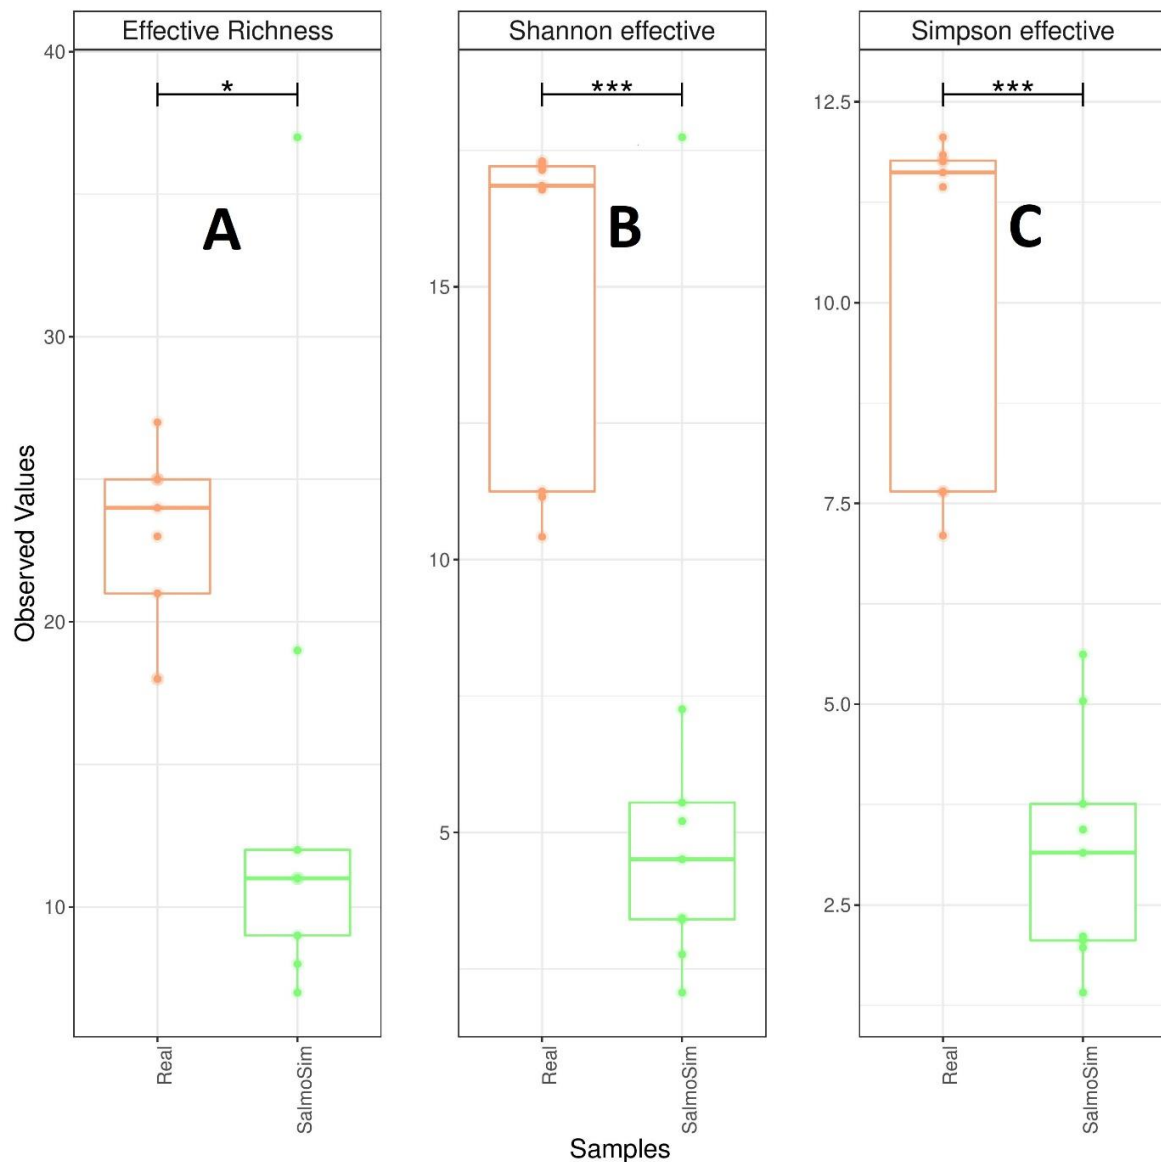 Effective Richness
Shannon effective
Simpson effective
*
***
***
A
B
C
Observed Values
40
30
20
10
15
10
5
12.5
10.0
7.5
5.0
2.5
Real
SalmoSim
Real
SalmoSim
Real
SalmoSim
Samples